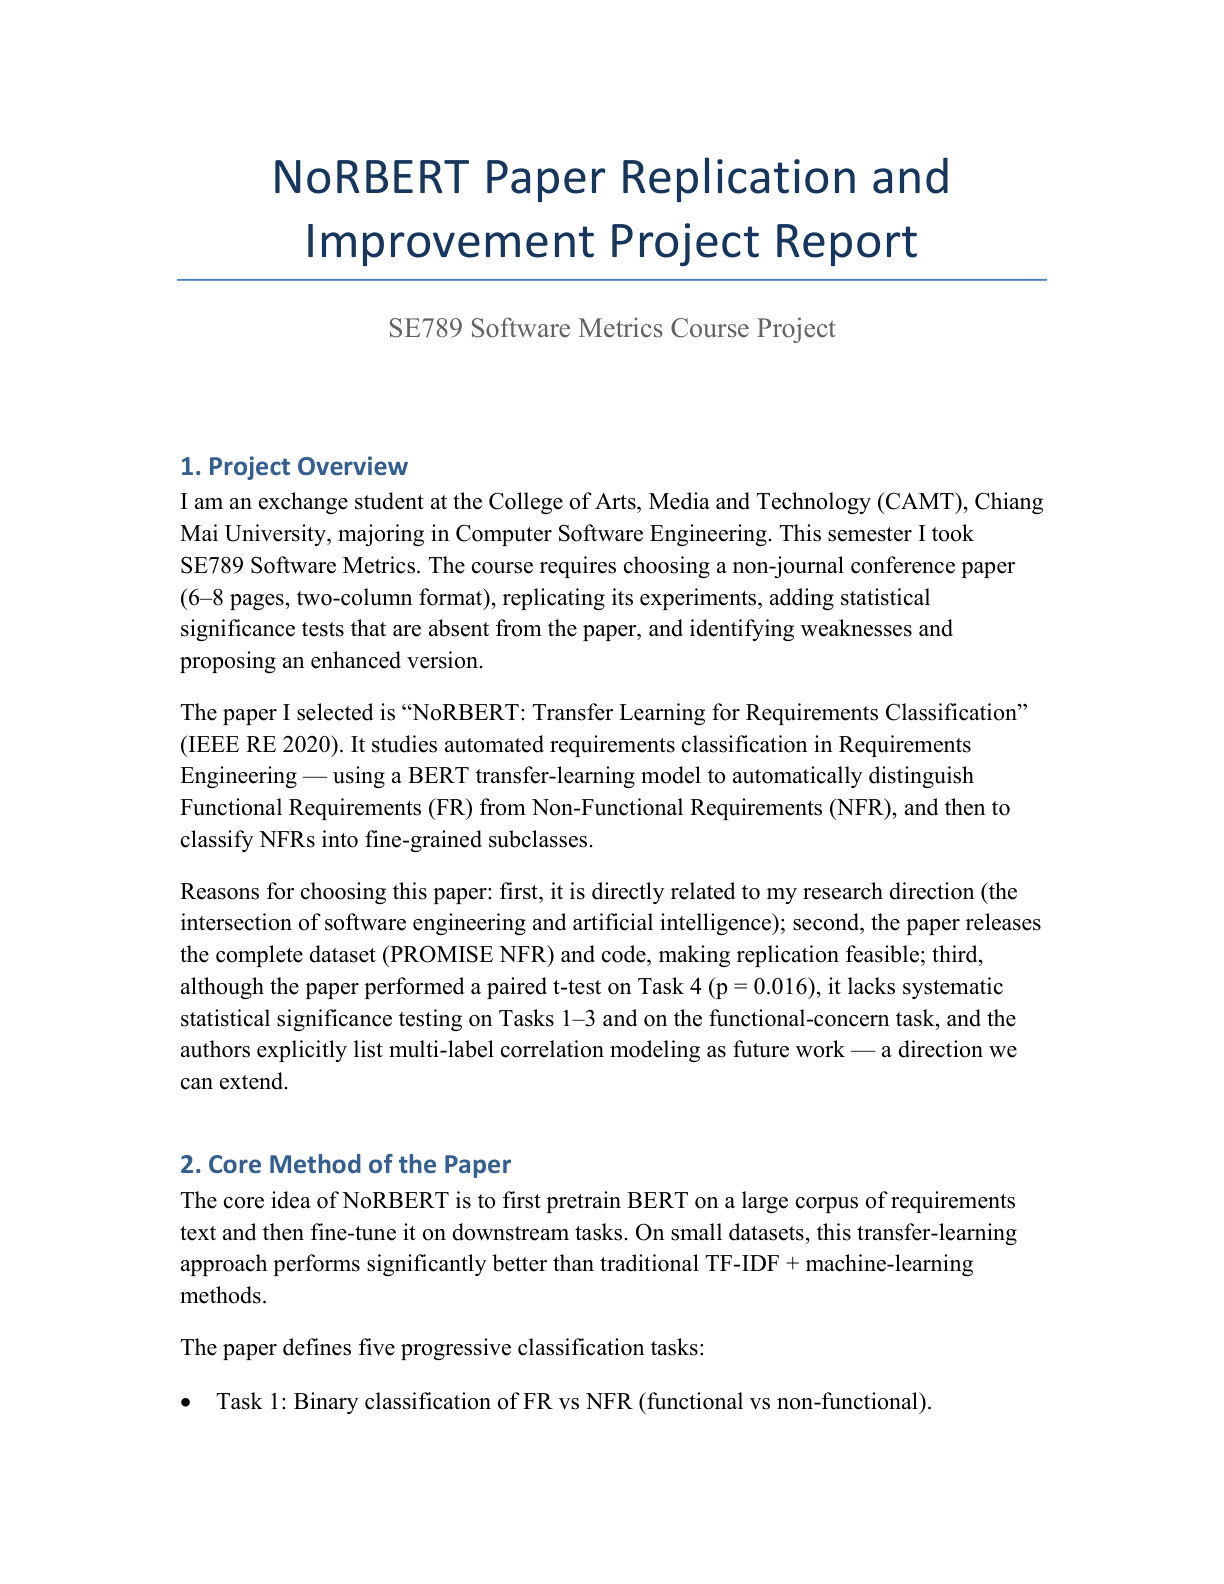 NoRBERT Paper Replication and
Improvement Project Report
SE789 Software Metrics Course Project
1. Project Overview
I am an exchange student at the College of Arts, Media and Technology (CAMT), Chiang
Mai University, majoring in Computer Software Engineering. This semester I took
SE789 Software Metrics. The course requires choosing a non-journal conference paper
(6–8 pages, two-column format), replicating its experiments, adding statistical
significance tests that are absent from the paper, and identifying weaknesses and
proposing an enhanced version.
The paper I selected is “NoRBERT: Transfer Learning for Requirements Classification”
(IEEE RE 2020). It studies automated requirements classification in Requirements
Engineering — using a BERT transfer-learning model to automatically distinguish
Functional Requirements (FR) from Non-Functional Requirements (NFR), and then to
classify NFRs into fine-grained subclasses.
Reasons for choosing this paper: first, it is directly related to my research direction (the
intersection of software engineering and artificial intelligence); second, the paper releases
the complete dataset (PROMISE NFR) and code, making replication feasible; third,
although the paper performed a paired t-test on Task 4 (p = 0.016), it lacks systematic
statistical significance testing on Tasks 1–3 and on the functional-concern task, and the
authors explicitly list multi-label correlation modeling as future work — a direction we
can extend.
2. Core Method of the Paper
The core idea of NoRBERT is to first pretrain BERT on a large corpus of requirements
text and then fine-tune it on downstream tasks. On small datasets, this transfer-learning
approach performs significantly better than traditional TF-IDF + machine-learning
methods.
The paper defines five progressive classification tasks:
• Task 1: Binary classification of FR vs NFR (functional vs non-functional).